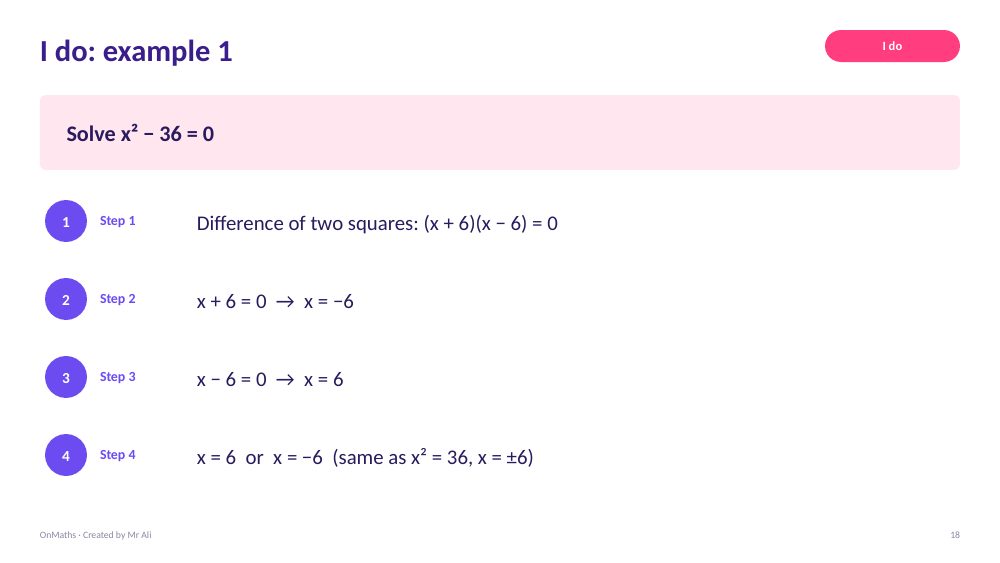 I do: example 1
I do
Solve x² − 36 = 0
1 Step 1 Difference of two squares: (x + 6)(x − 6) = 0
2 Step 2 x + 6 = 0 → x = −6
3 Step 3 x − 6 = 0 → x = 6
4 Step 4 x = 6 or x = −6 (same as x² = 36, x = ±6)
OnMaths · Created by Mr Ali
18